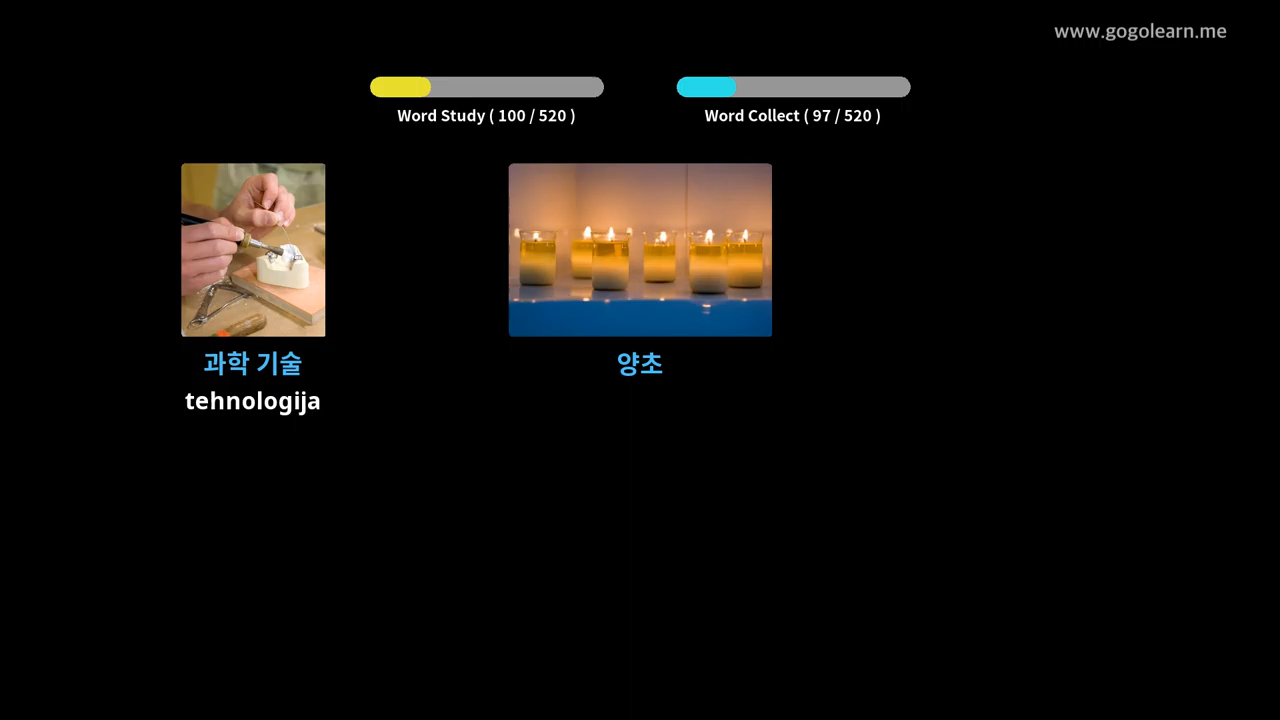 www.gogolearn.me
Word Study ( 100 / 520 )
Word Collect ( 97 / 520 )
과학 기술
양초
tehnologija